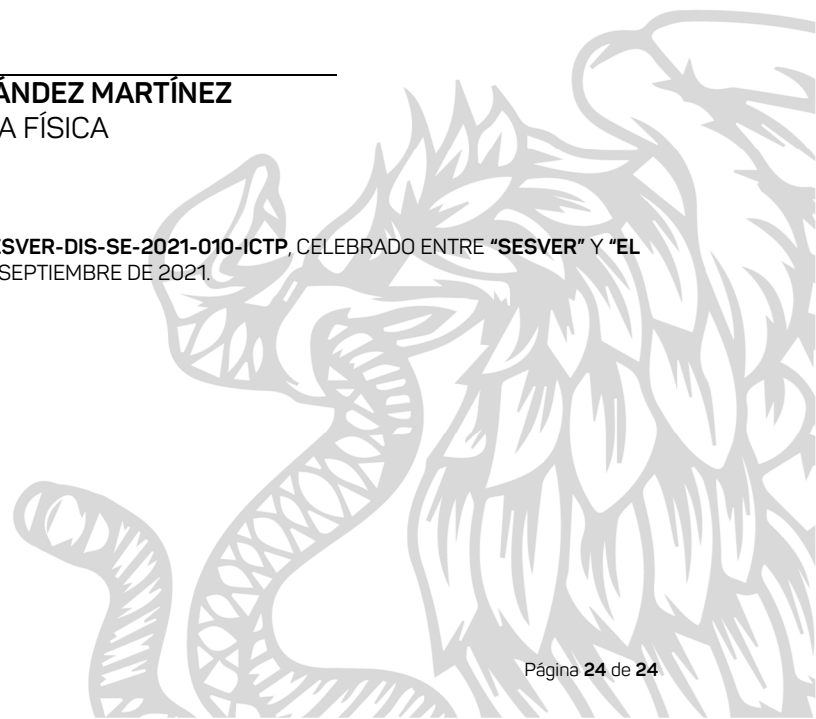 ÁNDEZ MARTÍNEZ
A FÍSICA
ESVER-DIS-SE-2021-010-ICTP, CELEBRADO ENTRE “SESVER” Y “EL
SEPTIEMBRE DE 2021.
Página 24 de 24